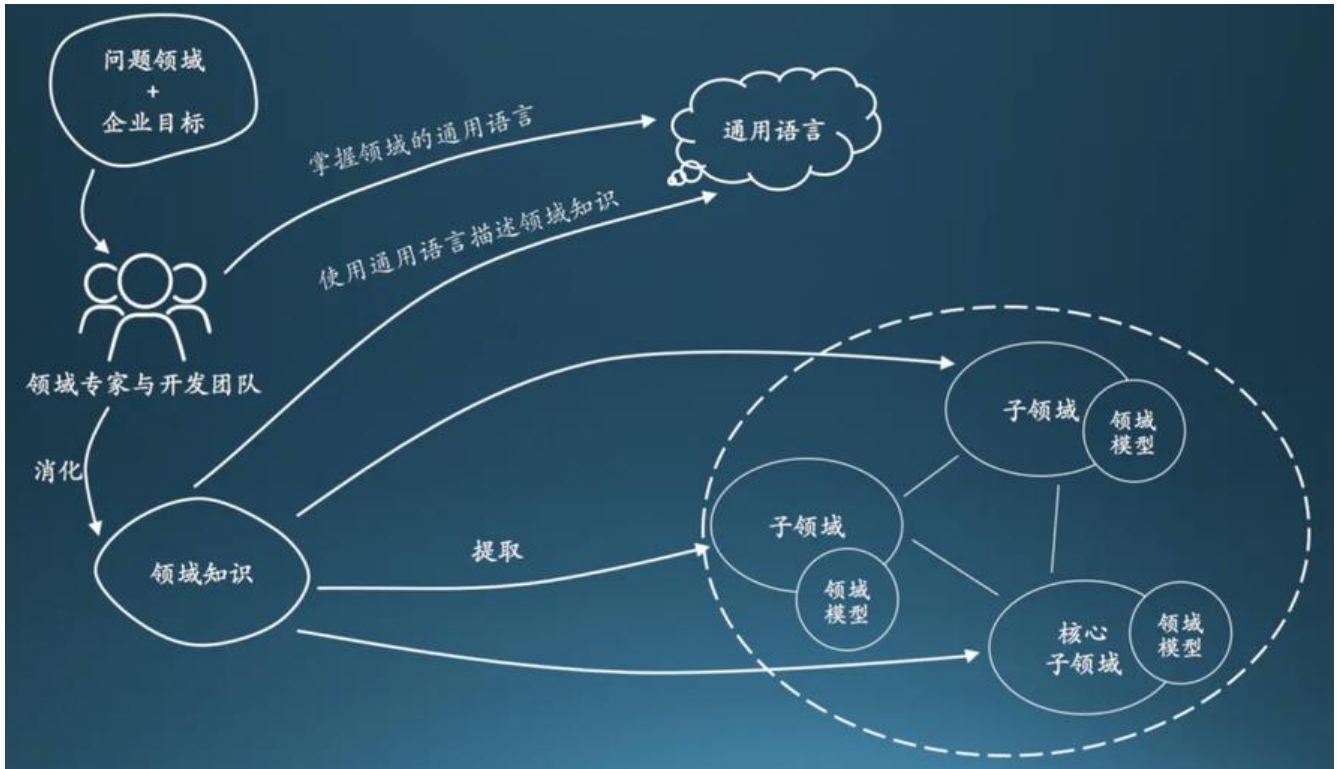 问题领域
+
企业目标
通用语言
掌握领域的通用语言
使用通用语言描述领域知识
领域专家与开发团队
消化
领域知识
提取
子领域
领域
模型
子领域
领域
模型
核心
子领域
领域
模型